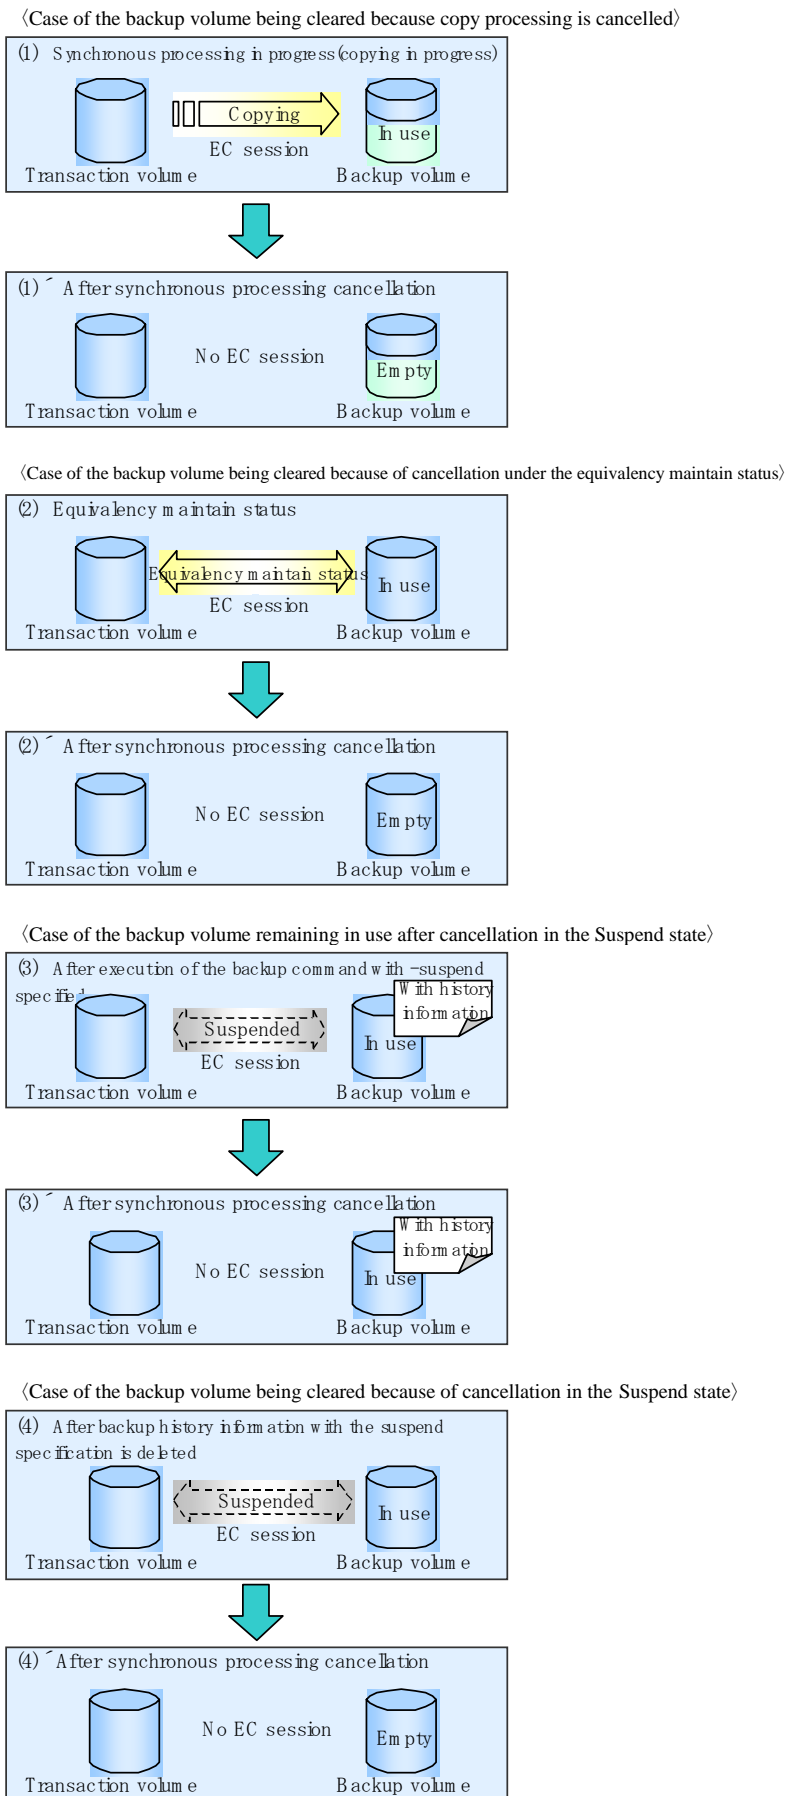 〈Case of the backup volume being cleared because copy processing is cancelled〉
(1) Synchronous processing in progress(copying in progress)
Copying
In use
EC session
Transaction volume
Backup volume
(1)´ After synchronous processing cancellation
No EC session
Empty
Transaction volume
Backup volume
〈Case of the backup volume being cleared because of cancellation under the equivalency maintain status〉
(2) Equivalency maintain status
Equivalency maintain status
In use
EC session
Transaction volume
Backup volume
(2)´ After synchronous processing cancellation
No EC session
Empty
Transaction volume
Backup volume
〈Case of the backup volume remaining in use after cancellation in the Suspend state〉
(3) After execution of the backup command with -suspend
specified
With history
information
Suspended
In use
EC session
Transaction volume
Backup volume
(3)´ After synchronous processing cancellation
With history
information
No EC session
In use
Transaction volume
Backup volume
〈Case of the backup volume being cleared because of cancellation in the Suspend state〉
(4) After backup history information with the suspend
specification is deleted
Suspended
In use
EC session
Transaction volume
Backup volume
(4)´ After synchronous processing cancellation
No EC session
Empty
Transaction volume
Backup volume